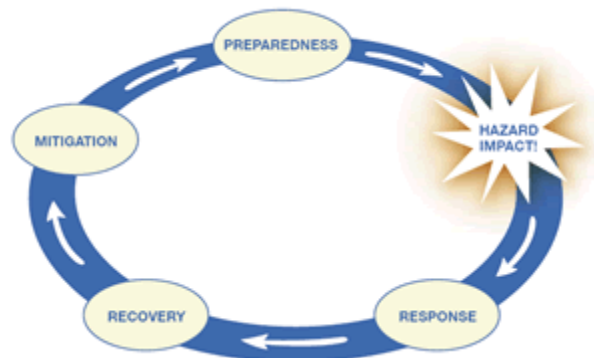 PREPAREDNESS
HAZARD
IMPACT!
MITIGATION
RECOVERY
RESPONSE